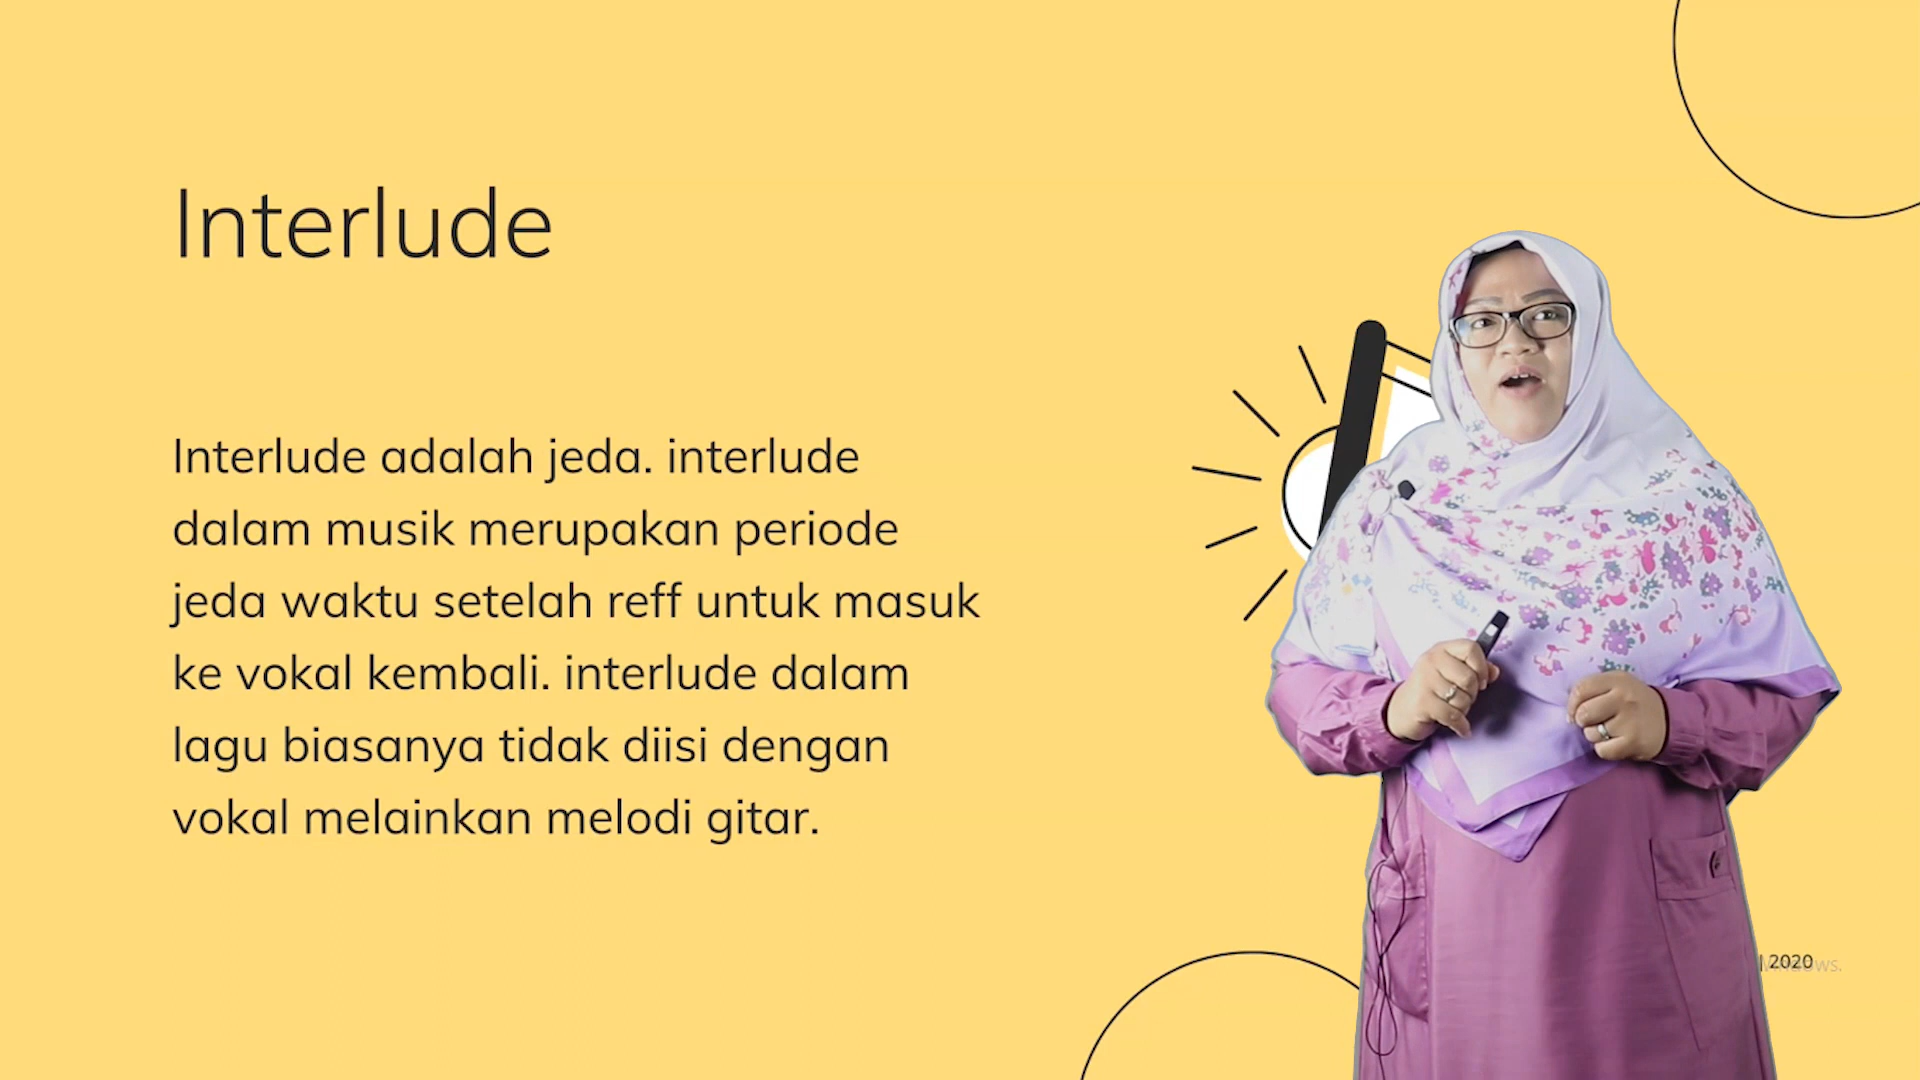 Interlude
Interlude adalah jeda. interlude
dalam musik merupakan periode
jeda waktu setelah reff untuk masuk
ke vokal kembali. interlude dalam
lagu biasanya tidak diisi dengan
vokal melainkan melodi gitar.
| 2020